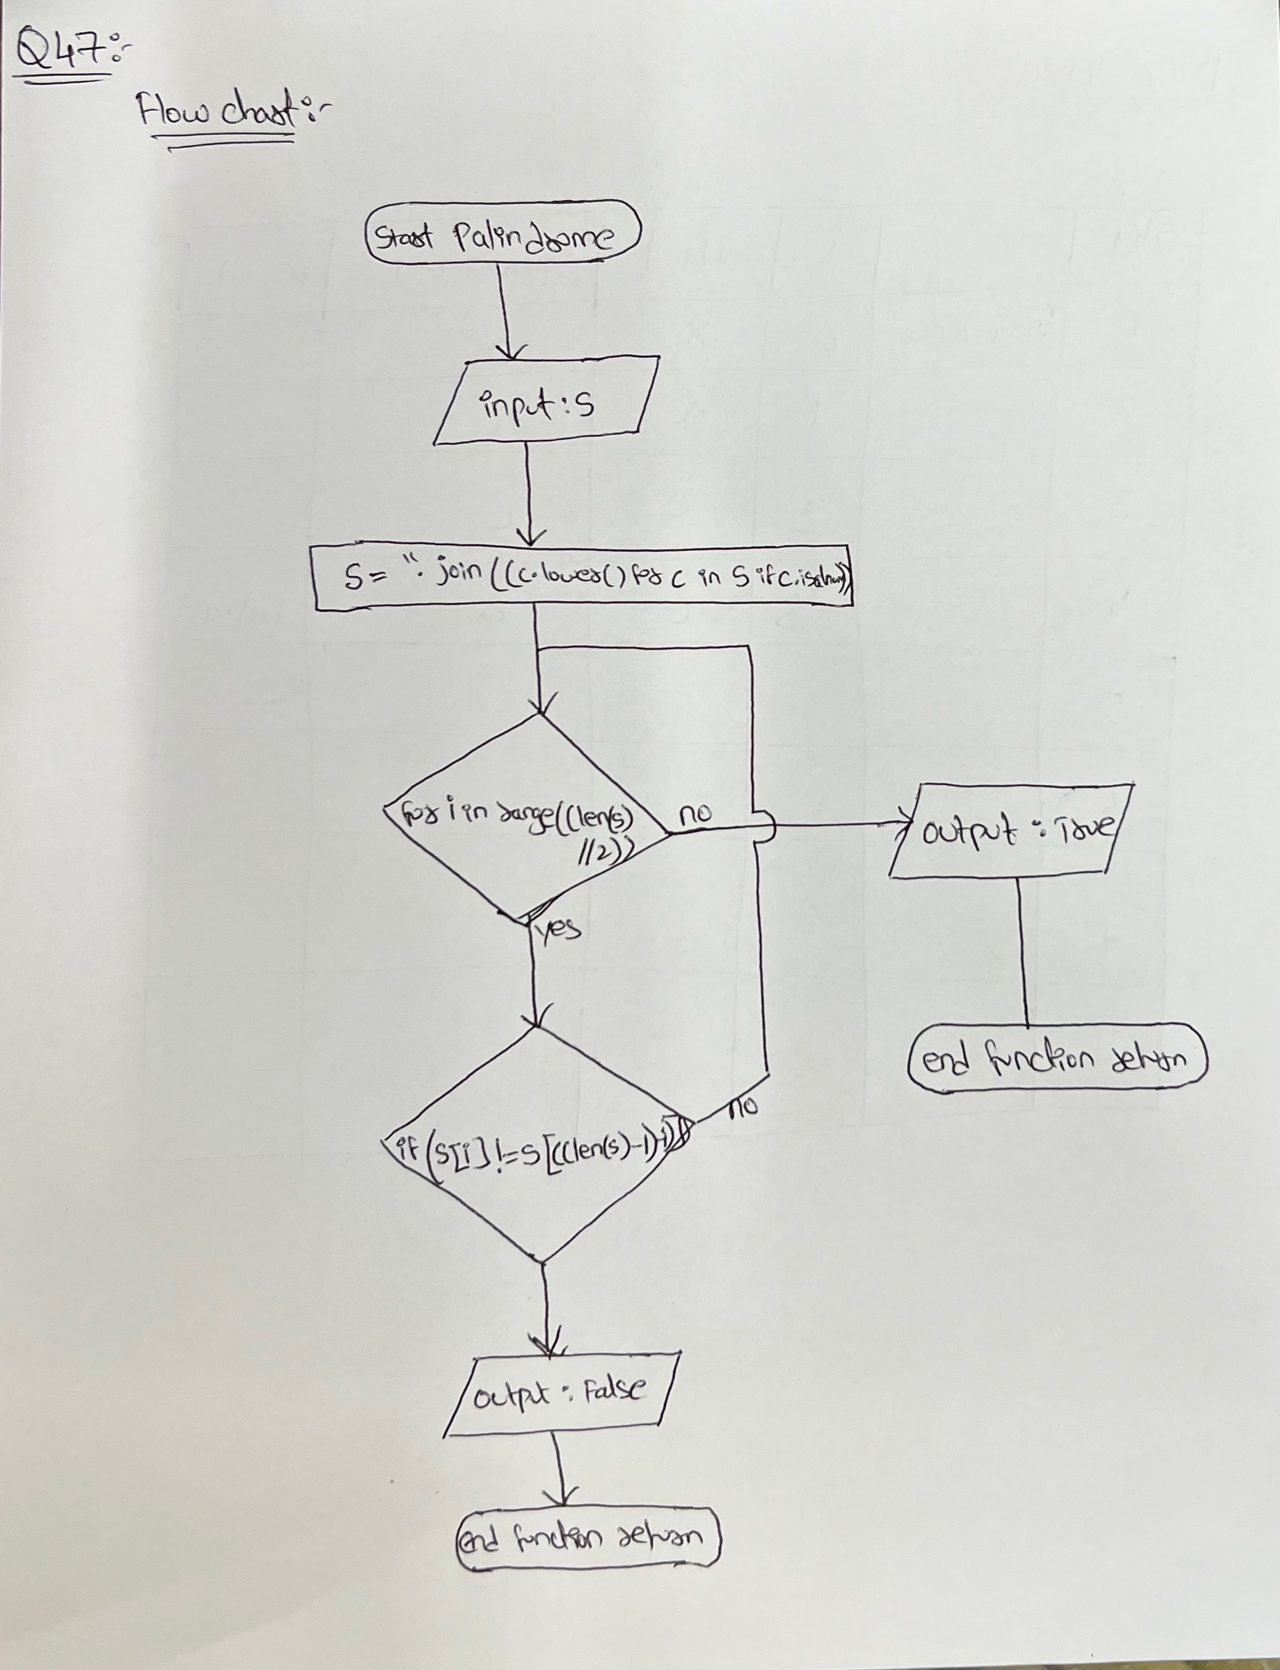 Q47:-
Flow chart:-
Start Palindrome
input: S
S = ''. join((c.lower() for c in S if c.isalnum))
for i in range((len(s)
//2))
no
output : True
yes
end function return
if (S[i] != S[((len(s)-1)-i)])
no
output : False
end function return